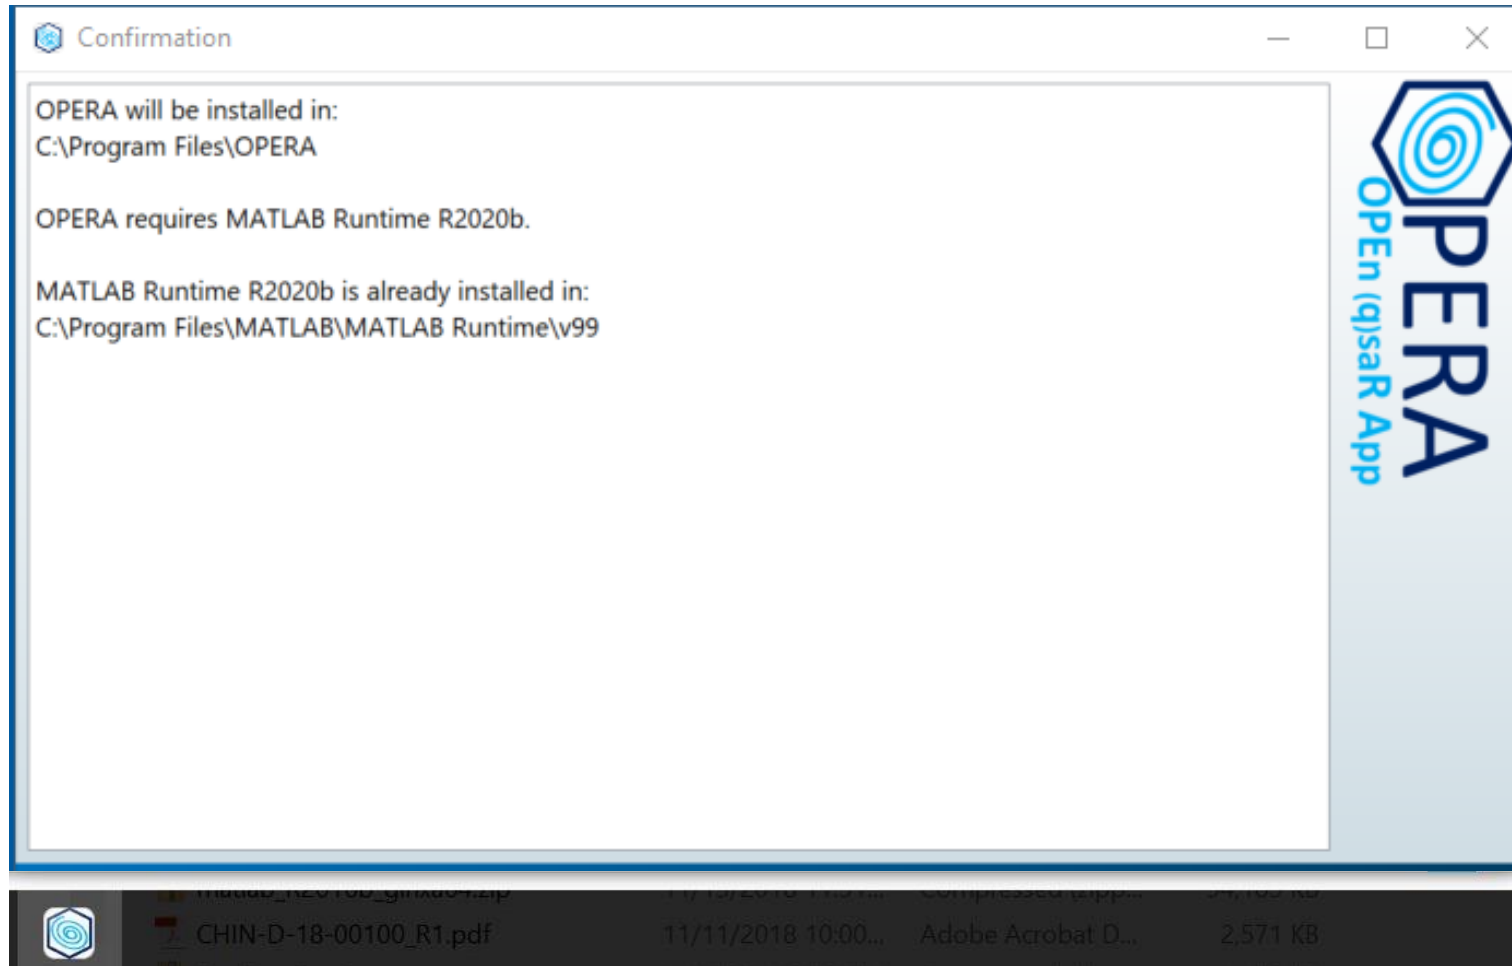 Confirmation
OPERA will be installed in:
C:\Program Files\OPERA
OPERA requires MATLAB Runtime R2020b.
MATLAB Runtime R2020b is already installed in:
C:\Program Files\MATLAB\MATLAB Runtime\v99
OPERA
OPEn (q)saR App
CHIN-D-18-00100_R1.pdf 11/11/2018 10:00... Adobe Acrobat D... 2,571 KB